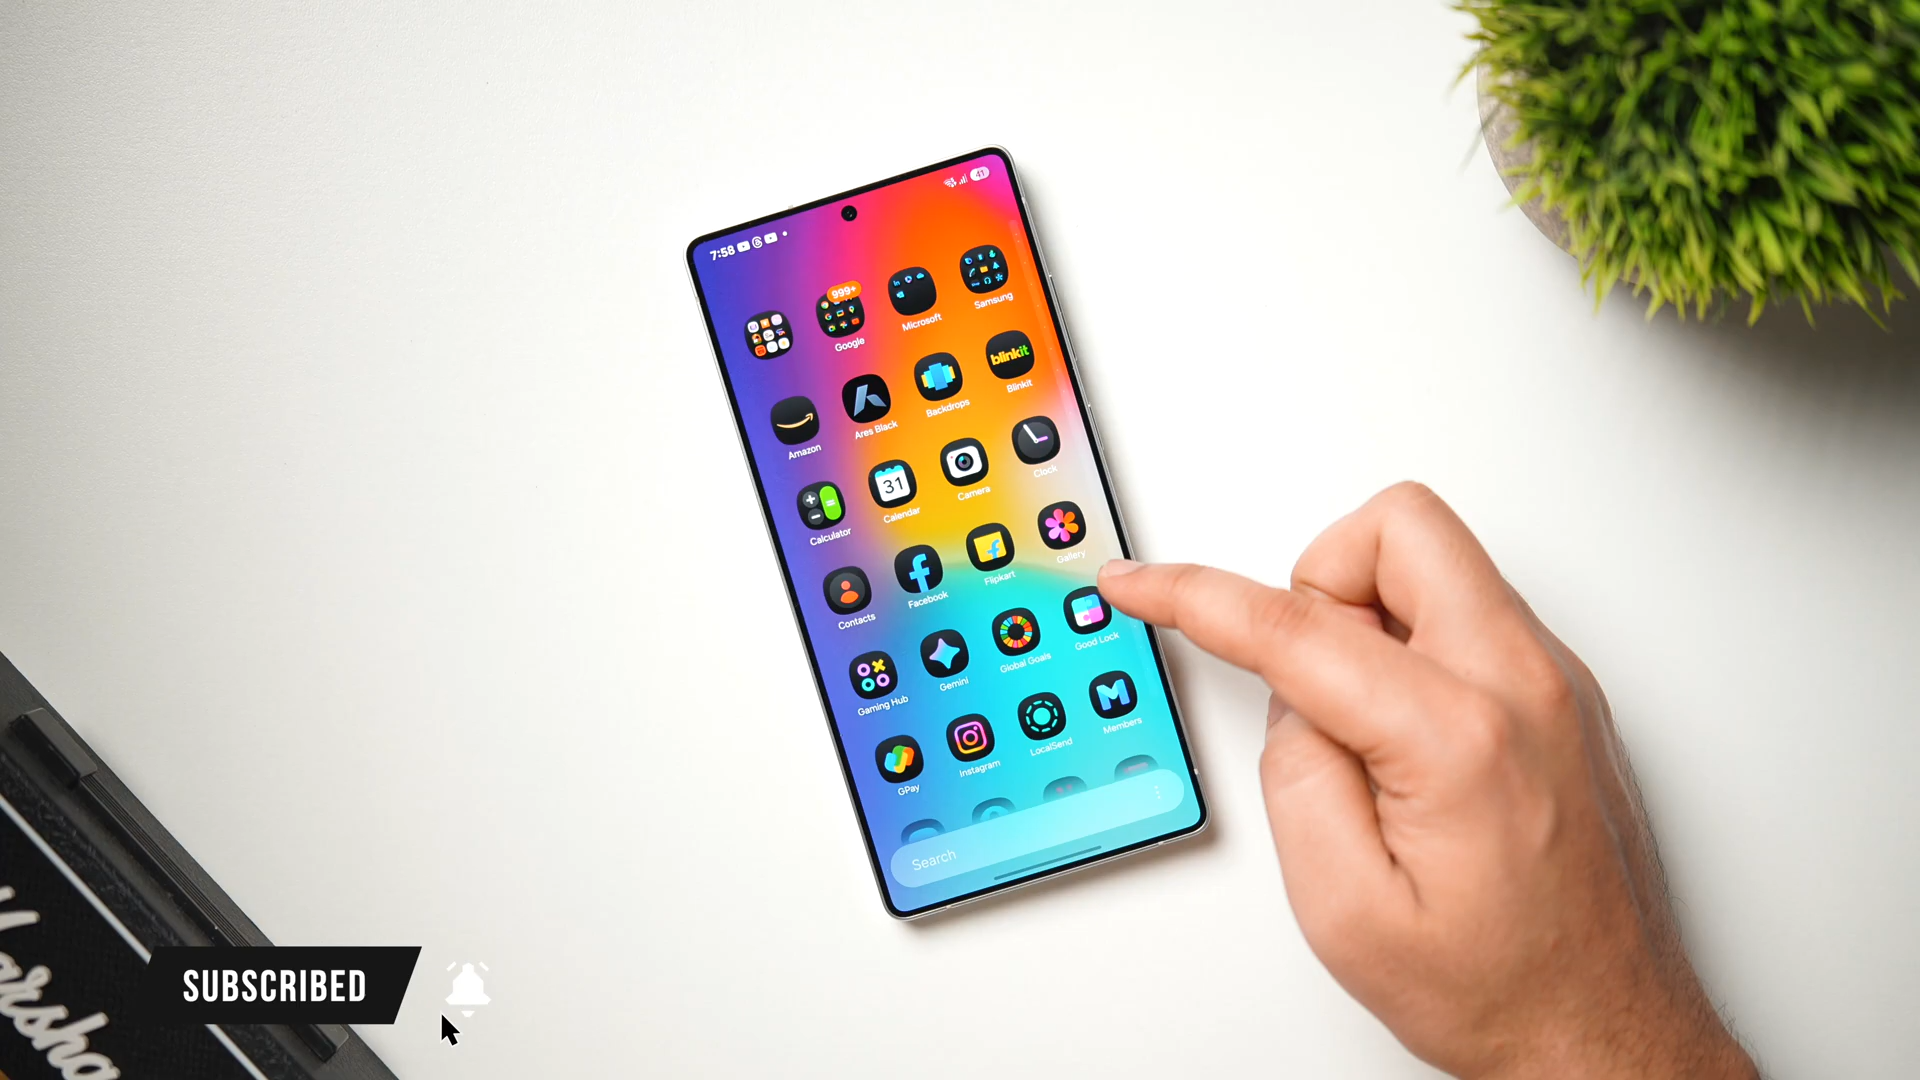 7:58
41
999+
Google
Microsoft
Samsung
Amazon
Ares Black
Backdrops
blinkit
Blinkit
Calculator
31
Calendar
Camera
Clock
Contacts
Facebook
Flipkart
Gallery
Gaming Hub
Gemini
Global Goals
Good Lock
GPay
Instagram
LocalSend
M
Members
Search
SUBSCRIBED